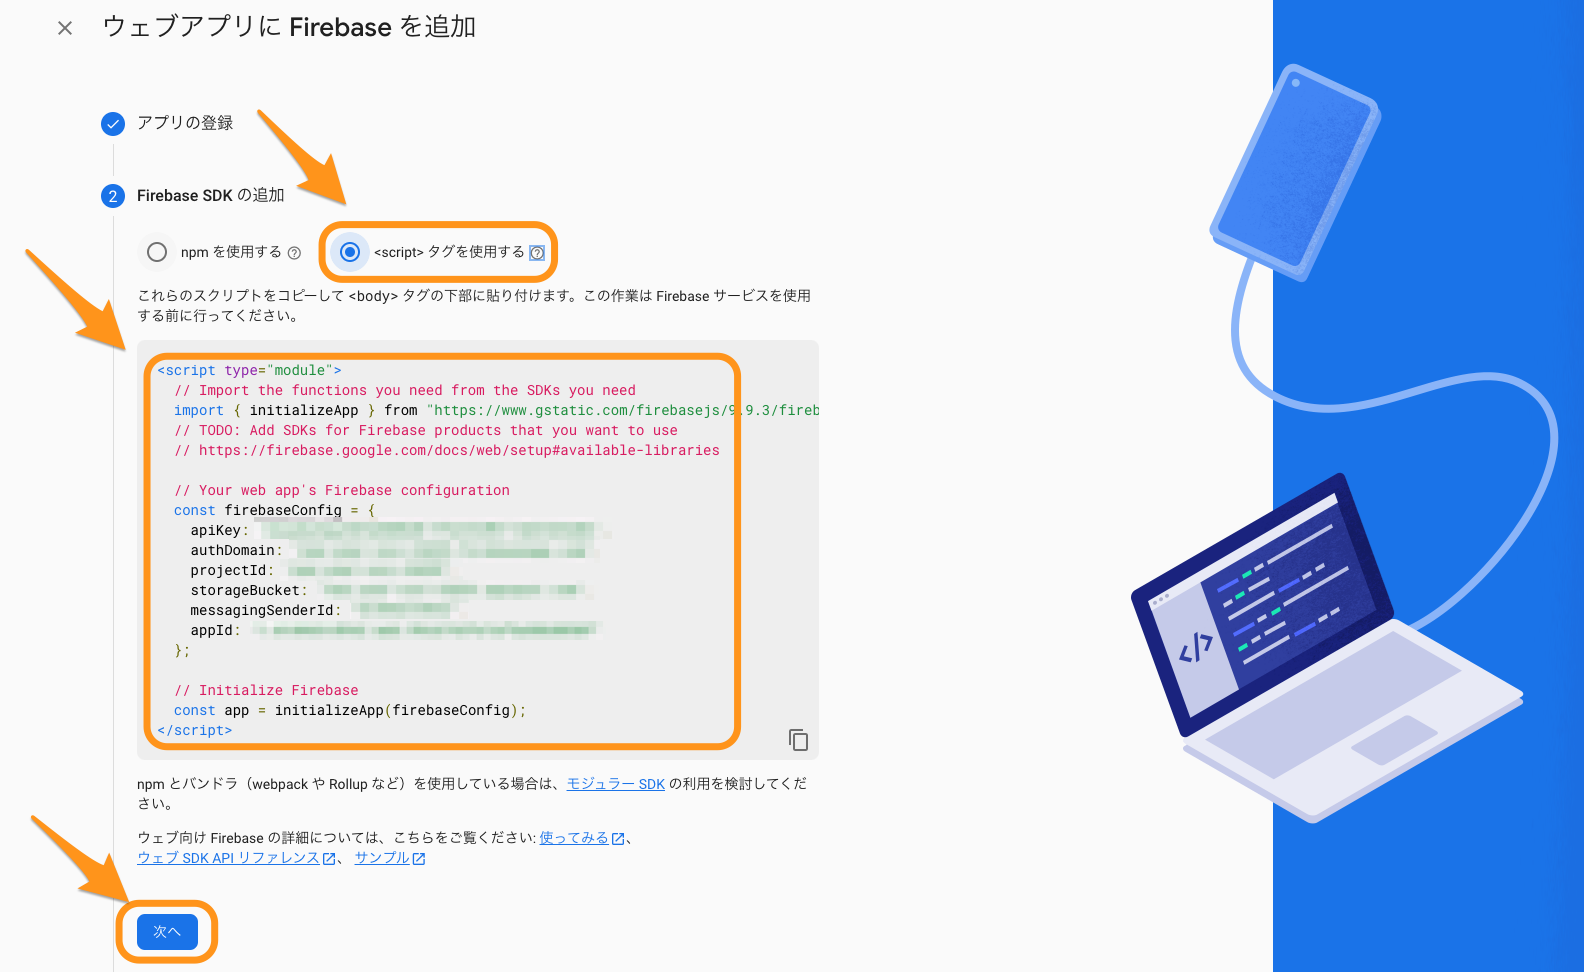 ウェブアプリに Firebase を追加
アプリの登録
2 Firebase SDK の追加
npm を使用する
<script> タグを使用する
これらのスクリプトをコピーして <body> タグの下部に貼り付けます。この作業は Firebase サービスを使用
する前に行ってください。
<script type="module">
// Import the functions you need from the SDKs you need
import { initializeApp } from "https://www.gstatic.com/firebasejs/9.9.3/fireb
// TODO: Add SDKs for Firebase products that you want to use
// https://firebase.google.com/docs/web/setup#available-libraries
// Your web app's Firebase configuration
const firebaseConfig = {
apiKey:
authDomain:
projectId:
storageBucket:
messagingSenderId:
appId:
};
// Initialize Firebase
const app = initializeApp(firebaseConfig);
</script>
npm とバンドラ（webpack や Rollup など）を使用している場合は、モジュラー SDK の利用を検討してくだ
さい。
ウェブ向け Firebase の詳細については、こちらをご覧ください: 使ってみる、
ウェブ SDK API リファレンス、サンプル
次へ